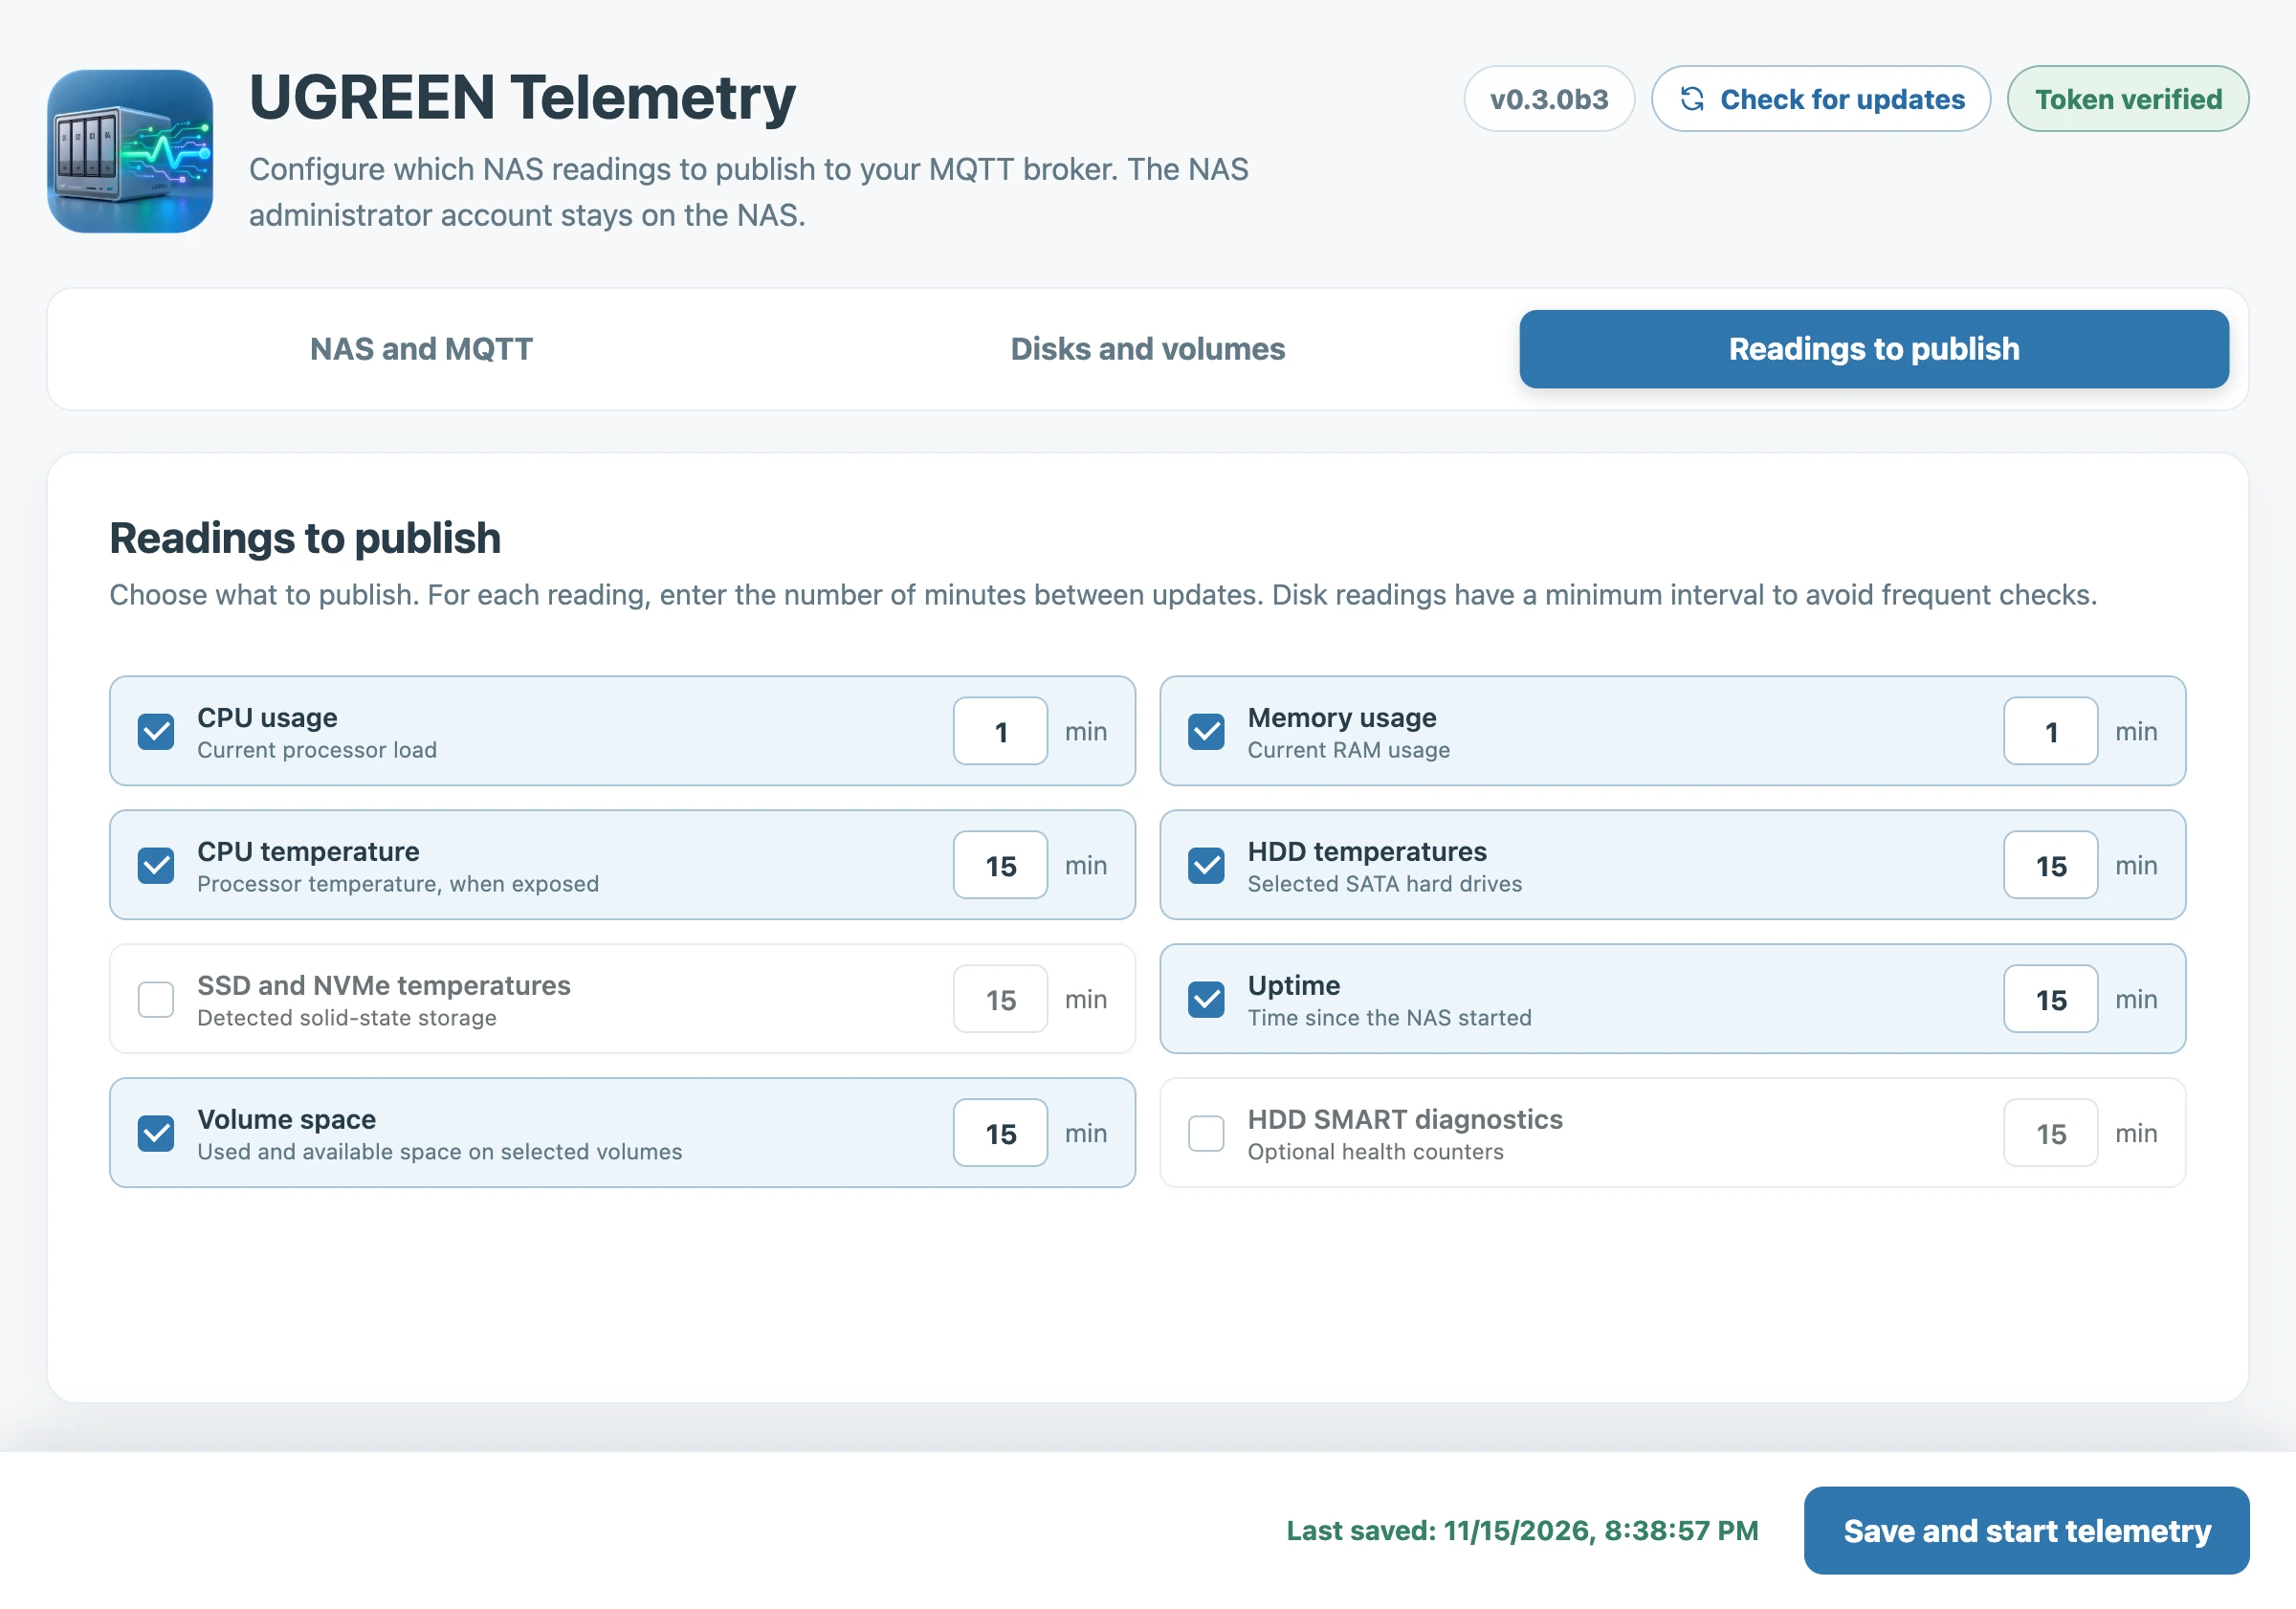 UGREEN Telemetry
Configure which NAS readings to publish to your MQTT broker. The NAS
administrator account stays on the NAS.
v0.3.0b3
Check for updates
Token verified
NAS and MQTT
Disks and volumes
Readings to publish
Readings to publish
Choose what to publish. For each reading, enter the number of minutes between updates. Disk readings have a minimum interval to avoid frequent checks.
CPU usage
Current processor load
1 min
Memory usage
Current RAM usage
1 min
CPU temperature
Processor temperature, when exposed
15 min
HDD temperatures
Selected SATA hard drives
15 min
SSD and NVMe temperatures
Detected solid-state storage
15 min
Uptime
Time since the NAS started
15 min
Volume space
Used and available space on selected volumes
15 min
HDD SMART diagnostics
Optional health counters
15 min
Last saved: 11/15/2026, 8:38:57 PM
Save and start telemetry